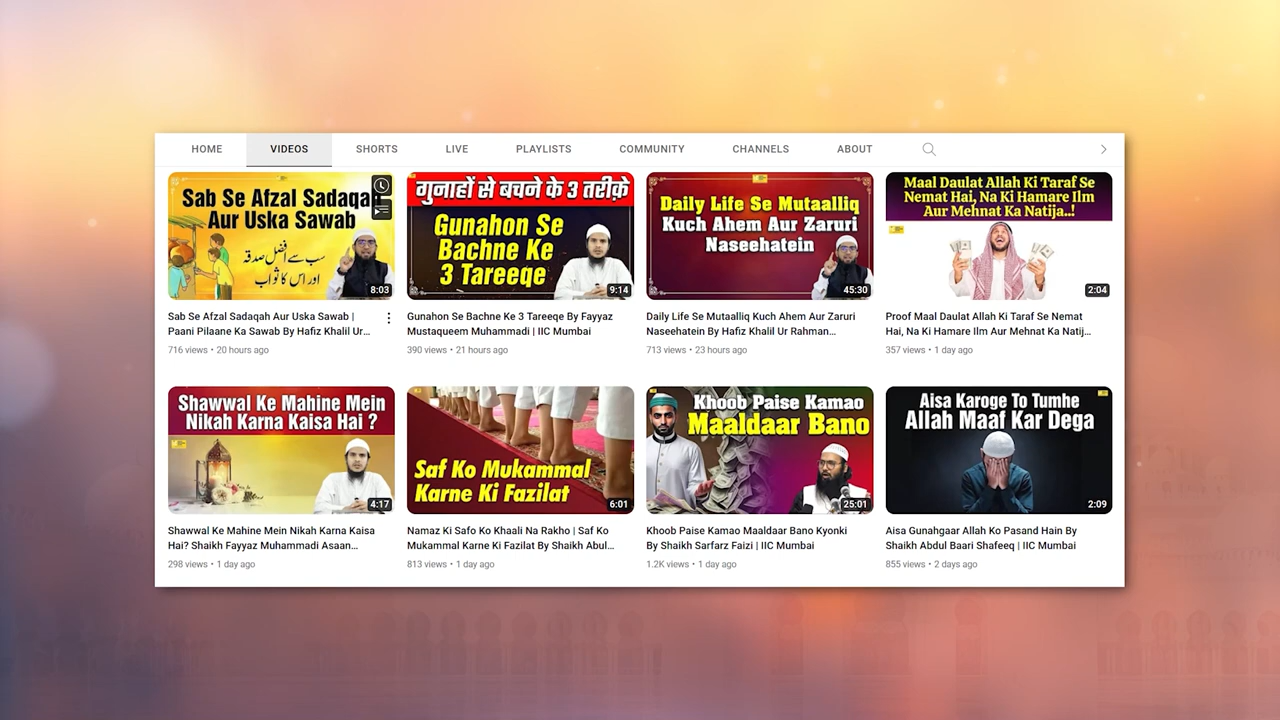 HOME VIDEOS SHORTS LIVE PLAYLISTS COMMUNITY CHANNELS ABOUT
Sab Se Afzal Sadaqah
Aur Uska Sawab
سب سے افضل صدقہ
اور اس کا ثواب
8:03
Sab Se Afzal Sadaqah Aur Uska Sawab |
Paani Pilaane Ka Sawab By Hafiz Khalil Ur...
716 views • 20 hours ago
गुनाहों से बचने के 3 तरीक़े
Gunahon Se
Bachne Ke
3 Tareeqe
9:14
Gunahon Se Bachne Ke 3 Tareeqe By Fayyaz
Mustaqueem Muhammadi | IIC Mumbai
390 views • 21 hours ago
Daily Life Se Mutaalliq
Kuch Ahem Aur Zaruri
Naseehatein
45:30
Daily Life Se Mutaalliq Kuch Ahem Aur Zaruri
Naseehatein By Hafiz Khalil Ur Rahman...
713 views • 23 hours ago
Maal Daulat Allah Ki Taraf Se
Nemat Hai, Na Ki Hamare Ilm
Aur Mehnat Ka Natija..!
2:04
Proof Maal Daulat Allah Ki Taraf Se Nemat
Hai, Na Ki Hamare Ilm Aur Mehnat Ka Natij...
357 views • 1 day ago
Shawwal Ke Mahine Mein
Nikah Karna Kaisa Hai ?
4:17
Shawwal Ke Mahine Mein Nikah Karna Kaisa
Hai? Shaikh Fayyaz Muhammadi Asaan...
298 views • 1 day ago
Saf Ko Mukammal
Karne Ki Fazilat
6:01
Namaz Ki Safo Ko Khaali Na Rakho | Saf Ko
Mukammal Karne Ki Fazilat By Shaikh Abul...
813 views • 1 day ago
Khoob Paise Kamao
Maaldaar Bano
25:01
Khoob Paise Kamao Maaldaar Bano Kyonki
By Shaikh Sarfarz Faizi | IIC Mumbai
1.2K views • 1 day ago
Aisa Karoge To Tumhe
Allah Maaf Kar Dega
2:09
Aisa Gunahgaar Allah Ko Pasand Hain By
Shaikh Abdul Baari Shafeeq | IIC Mumbai
855 views • 2 days ago